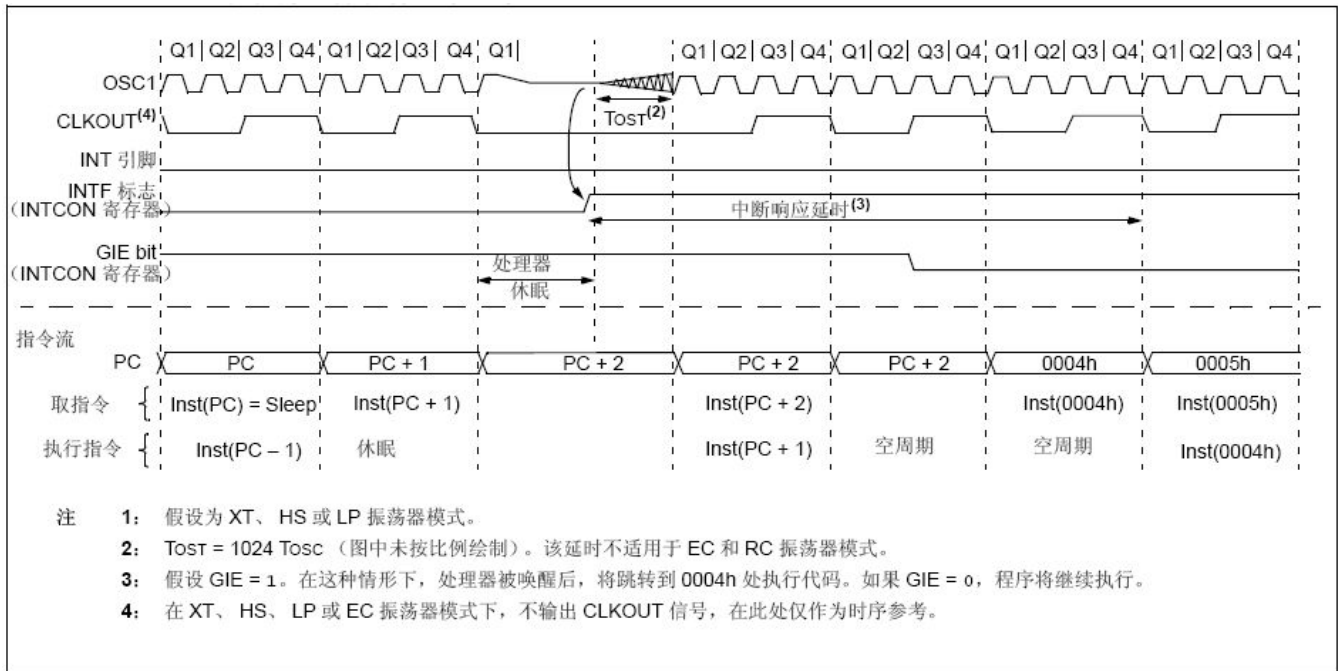 Q1| Q2| Q3| Q4 Q1| Q2| Q3| Q4 Q1| Q1| Q2| Q3| Q4 Q1| Q2| Q3| Q4 Q1| Q2| Q3| Q4 Q1| Q2| Q3| Q4
OSC1
TOST(2)
CLKOUT(4)
INT 引脚
INTF 标志
(INTCON 寄存器)
中断响应延时(3)
GIE bit
(INTCON 寄存器)
处理器
休眠
指令流
PC PC PC + 1 PC + 2 PC + 2 PC + 2 0004h 0005h
取指令 { Inst(PC) = Sleep Inst(PC + 1) Inst(PC + 2) Inst(0004h) Inst(0005h)
执行指令 { Inst(PC – 1) 休眠 Inst(PC + 1) 空周期 空周期 Inst(0004h)
注 1: 假设为 XT、 HS 或 LP 振荡器模式。
2: TOST = 1024 TOSC (图中未按比例绘制)。该延时不适用于 EC 和 RC 振荡器模式。
3: 假设 GIE = 1。在这种情形下，处理器被唤醒后，将跳转到 0004h 处执行代码。如果 GIE = 0，程序将继续执行。
4: 在 XT、 HS、 LP 或 EC 振荡器模式下，不输出 CLKOUT 信号，在此处仅作为时序参考。